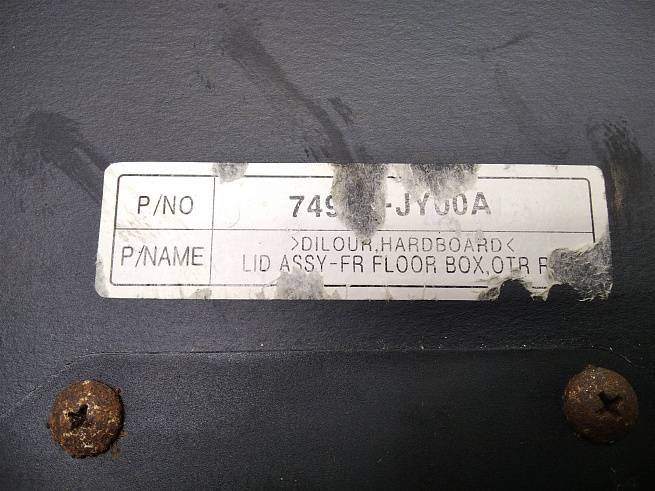 P/NO
P/NAME >DILOUR,HARDBOARD<
LID ASSY-FR FLOOR BOX,OTR